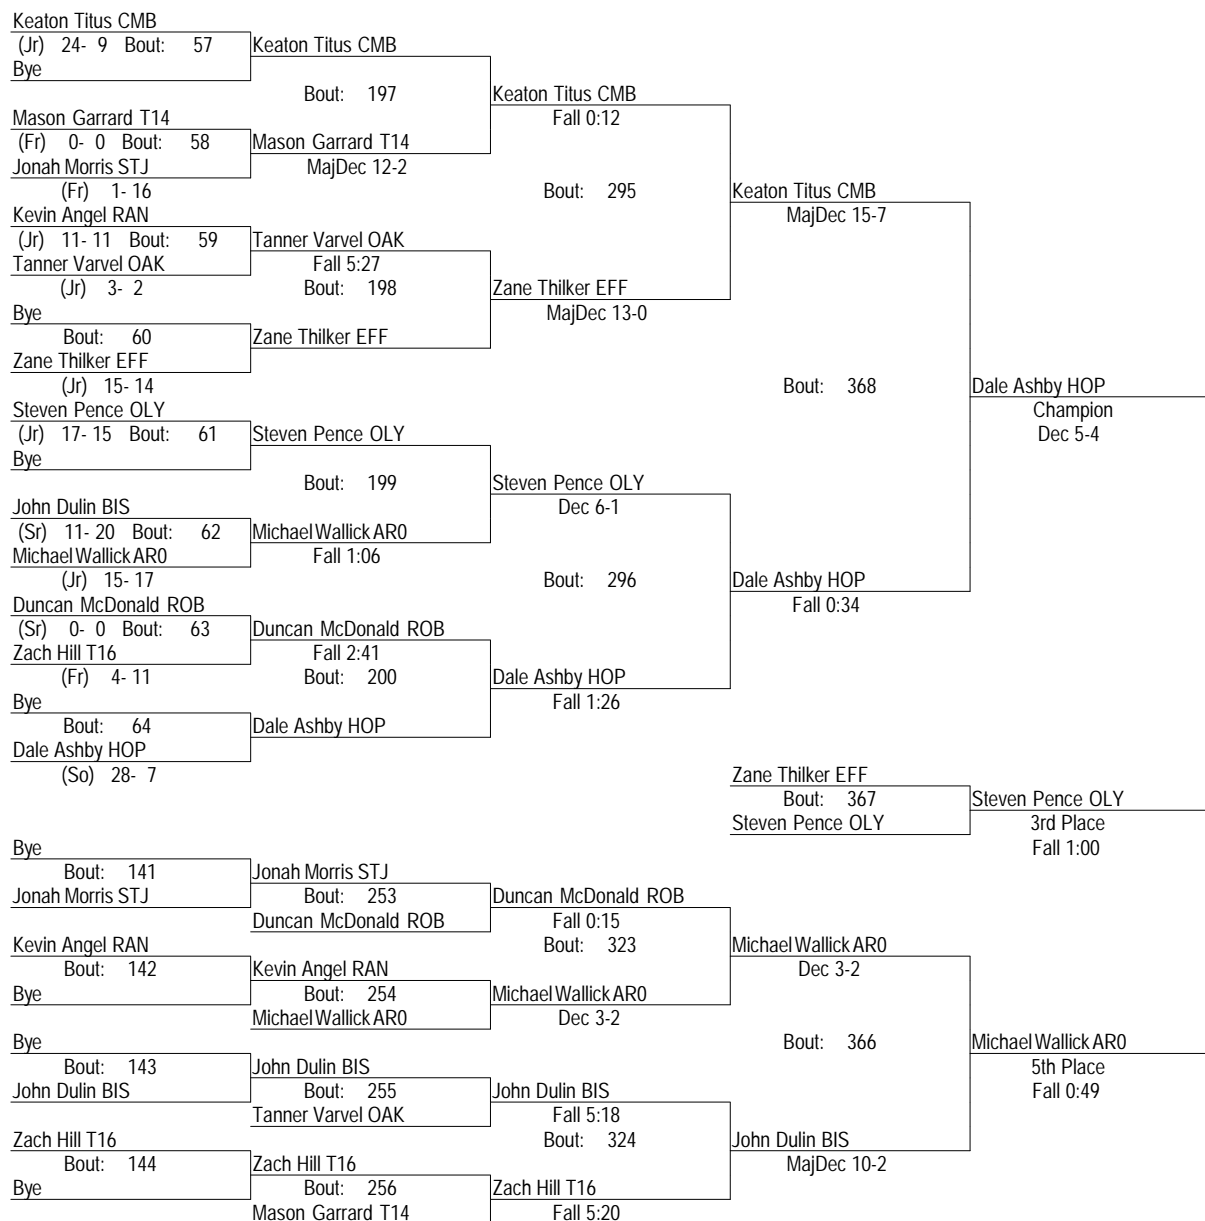 Keaton Titus CMB
(Jr) 24- 9 Bout: 57 Keaton Titus CMB
Bye
Bout: 197 Keaton Titus CMB
Mason Garrard T14 Fall 0:12
(Fr) 0- 0 Bout: 58 Mason Garrard T14
Jonah Morris STJ MajDec 12-2
(Fr) 1- 16 Bout: 295 Keaton Titus CMB
Kevin Angel RAN MajDec 15-7
(Jr) 11- 11 Bout: 59 Tanner Varvel OAK
Tanner Varvel OAK Fall 5:27
(Jr) 3- 2 Bout: 198 Zane Thilker EFF
Bye MajDec 13-0
Bout: 60 Zane Thilker EFF
Zane Thilker EFF
(Jr) 15- 14 Bout: 368 Dale Ashby HOP
Steven Pence OLY Champion
(Jr) 17- 15 Bout: 61 Steven Pence OLY Dec 5-4
Bye
Bout: 199 Steven Pence OLY
John Dulin BIS Dec 6-1
(Sr) 11- 20 Bout: 62 Michael Wallick AR0
Michael Wallick AR0 Fall 1:06
(Jr) 15- 17 Bout: 296 Dale Ashby HOP
Duncan McDonald ROB Fall 0:34
(Sr) 0- 0 Bout: 63 Duncan McDonald ROB
Zach Hill T16 Fall 2:41
(Fr) 4- 11 Bout: 200 Dale Ashby HOP
Bye Fall 1:26
Bout: 64 Dale Ashby HOP
Dale Ashby HOP
(So) 28- 7 Zane Thilker EFF
Bout: 367 Steven Pence OLY
Steven Pence OLY 3rd Place
Bye Fall 1:00
Bout: 141 Jonah Morris STJ
Jonah Morris STJ Bout: 253 Duncan McDonald ROB
Duncan McDonald ROB Fall 0:15
Kevin Angel RAN Bout: 323 Michael Wallick AR0
Bout: 142 Kevin Angel RAN Dec 3-2
Bye Bout: 254 Michael Wallick AR0
Michael Wallick AR0 Dec 3-2
Bye Bout: 366 Michael Wallick AR0
Bout: 143 John Dulin BIS 5th Place
John Dulin BIS Bout: 255 John Dulin BIS Fall 0:49
Tanner Varvel OAK Fall 5:18
Zach Hill T16 Bout: 324 John Dulin BIS
Bout: 144 Zach Hill T16 MajDec 10-2
Bye Bout: 256 Zach Hill T16
Mason Garrard T14 Fall 5:20